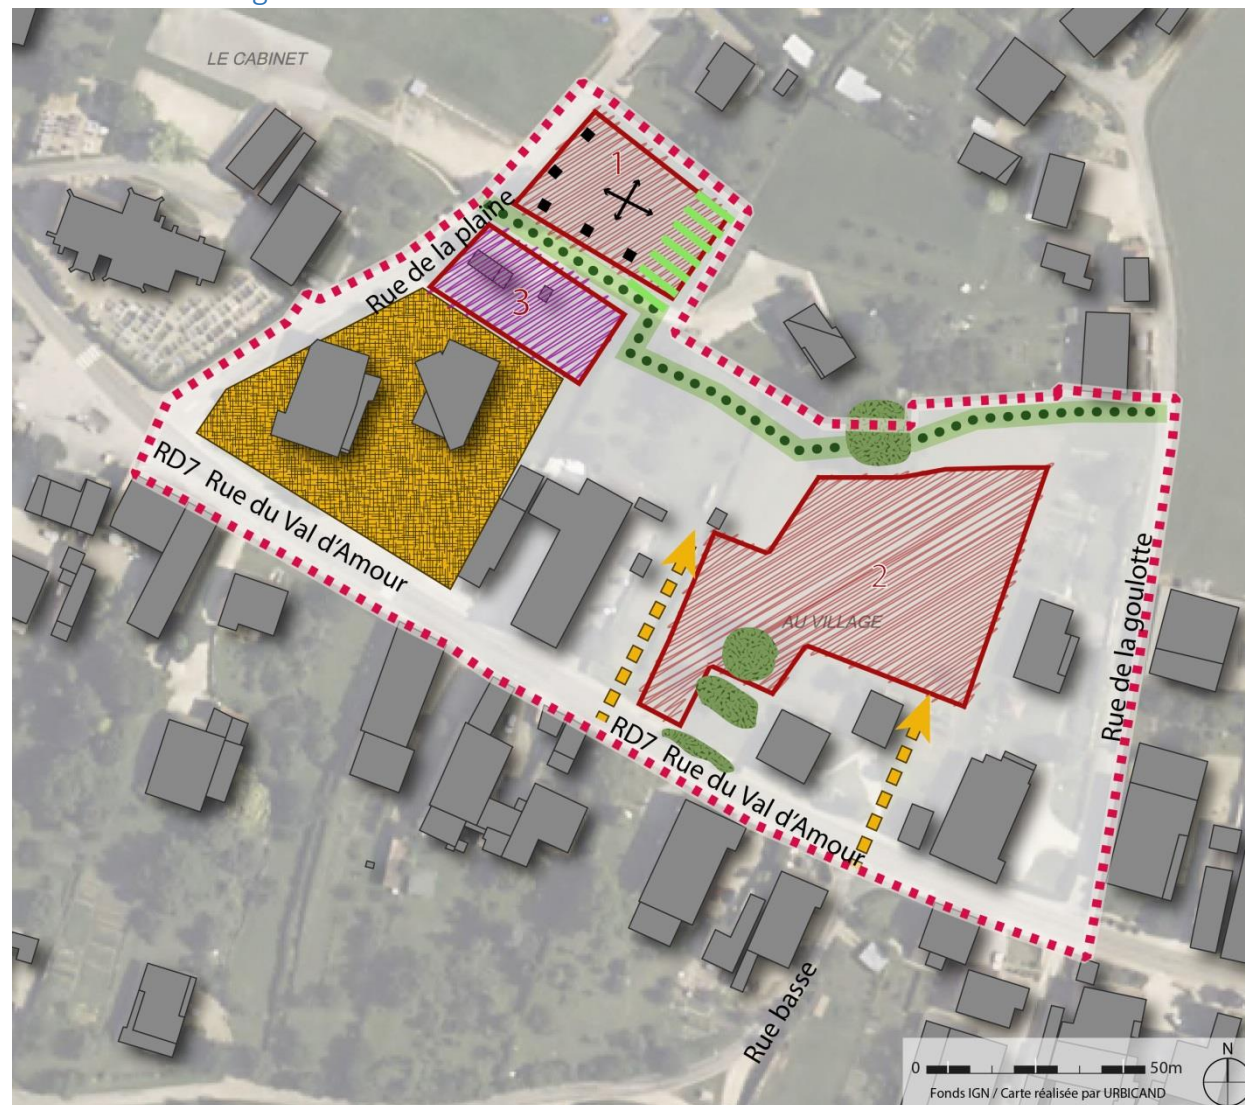 LE CABINET
1
Rue de la plaine
3
RD7 Rue du Val d'Amour
2
AU VILLAGE
Rue de la goulotte
RD7 Rue du Val d'Amour
Rue basse
N
0 50m
Fonds IGN / Carte réalisée par URBICAND